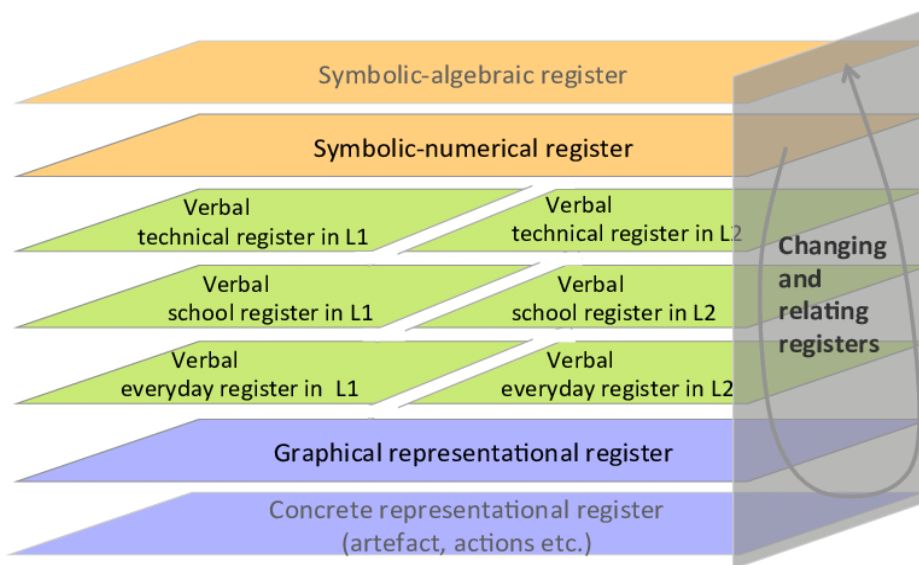 Symbolic-algebraic register
Symbolic-numerical register
Verbal
technical register in L1
Verbal
technical register in L2
Verbal
school register in L1
Verbal
school register in L2
Verbal
everyday register in  L1
Verbal
everyday register in L2
Graphical representational register
Concrete representational register
(artefact, actions etc.)
Changing
and
relating
registers